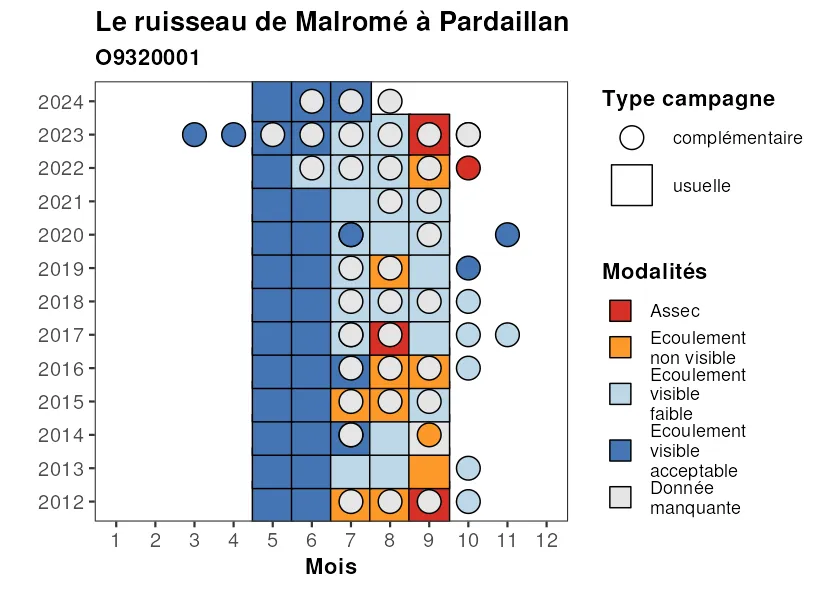 Le ruisseau de Malromé à Pardaillan
O9320001
2024
2023
2022
2021
2020
2019
2018
2017
2016
2015
2014
2013
2012
1 2 3 4 5 6 7 8 9 10 11 12
Mois
Type campagne
complémentaire
usuelle
Modalités
Assec
Ecoulement
non visible
Ecoulement
visible
faible
Ecoulement
visible
acceptable
Donnée
manquante